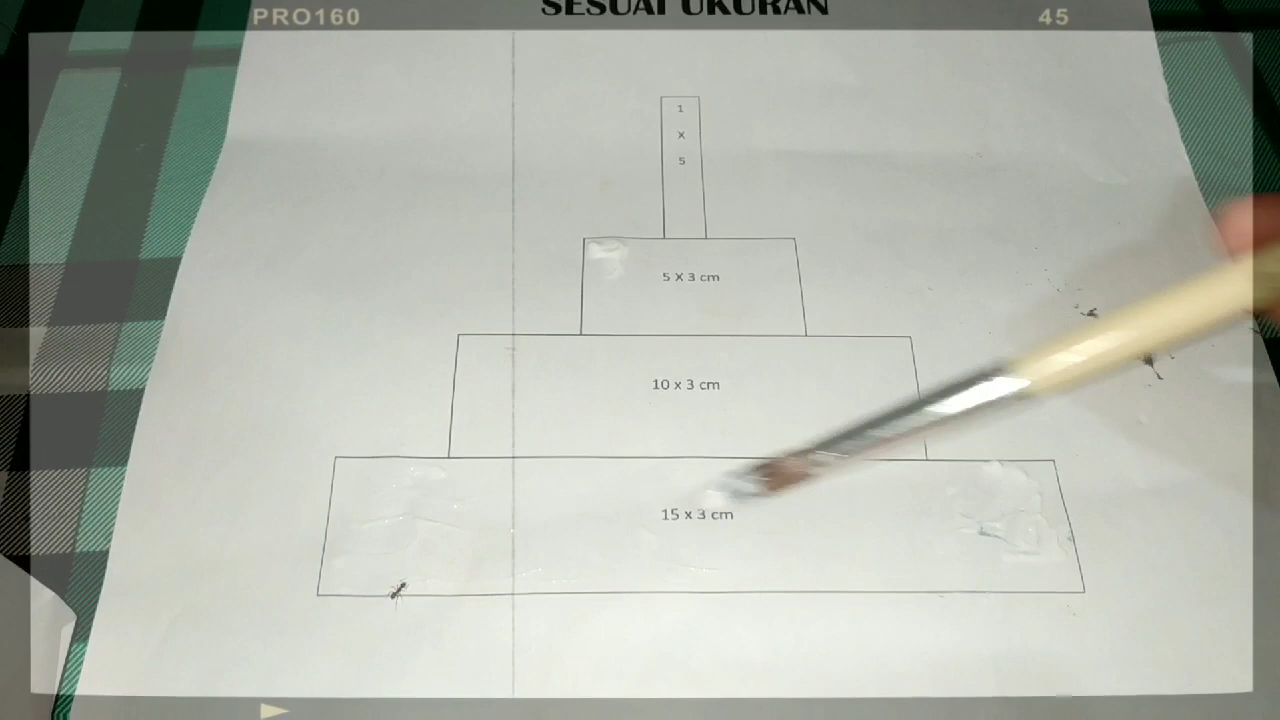 PRO160
SESUAI UKURAN
45
1
X
5
5 X 3 cm
10 x 3 cm
15 x 3 cm